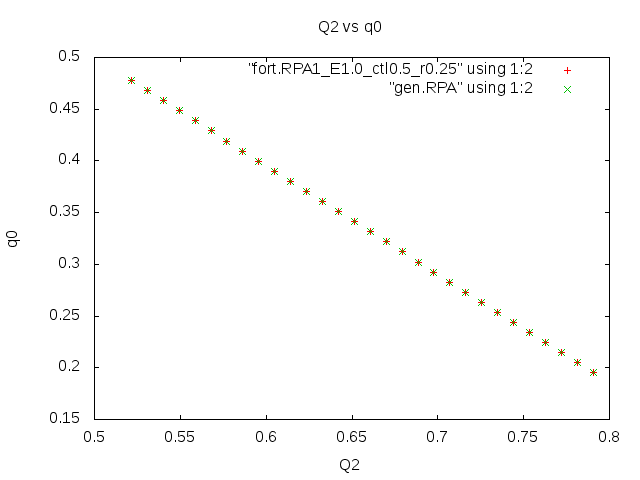 Q2 vs q0
"fort.RPA1_E1.0_ctl0.5_r0.25" using 1:2
"gen.RPA" using 1:2
0.5
0.45
0.4
0.35
0.3
0.25
0.2
0.15
q0
0.5 0.55 0.6 0.65 0.7 0.75 0.8
Q2